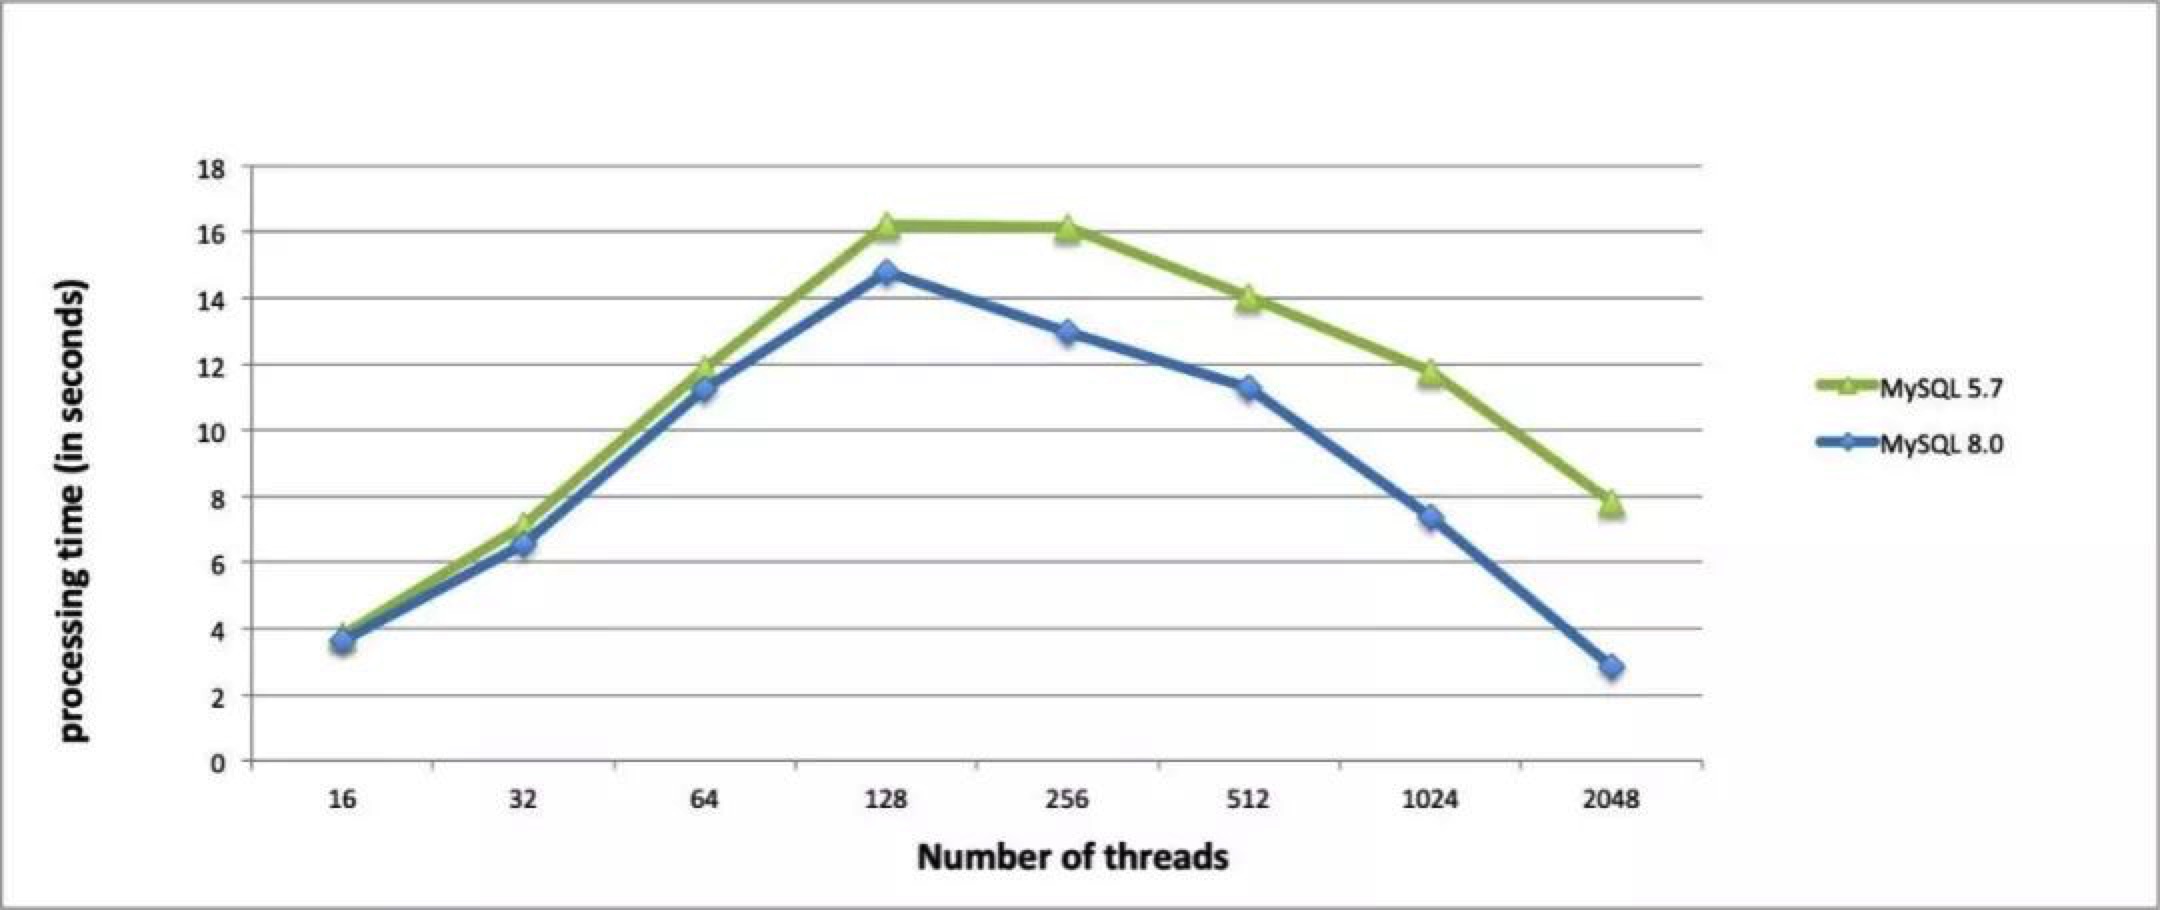 processing time (in seconds)
18
16
14
12
10
8
6
4
2
0
16 32 64 128 256 512 1024 2048
Number of threads
MySQL 5.7
MySQL 8.0